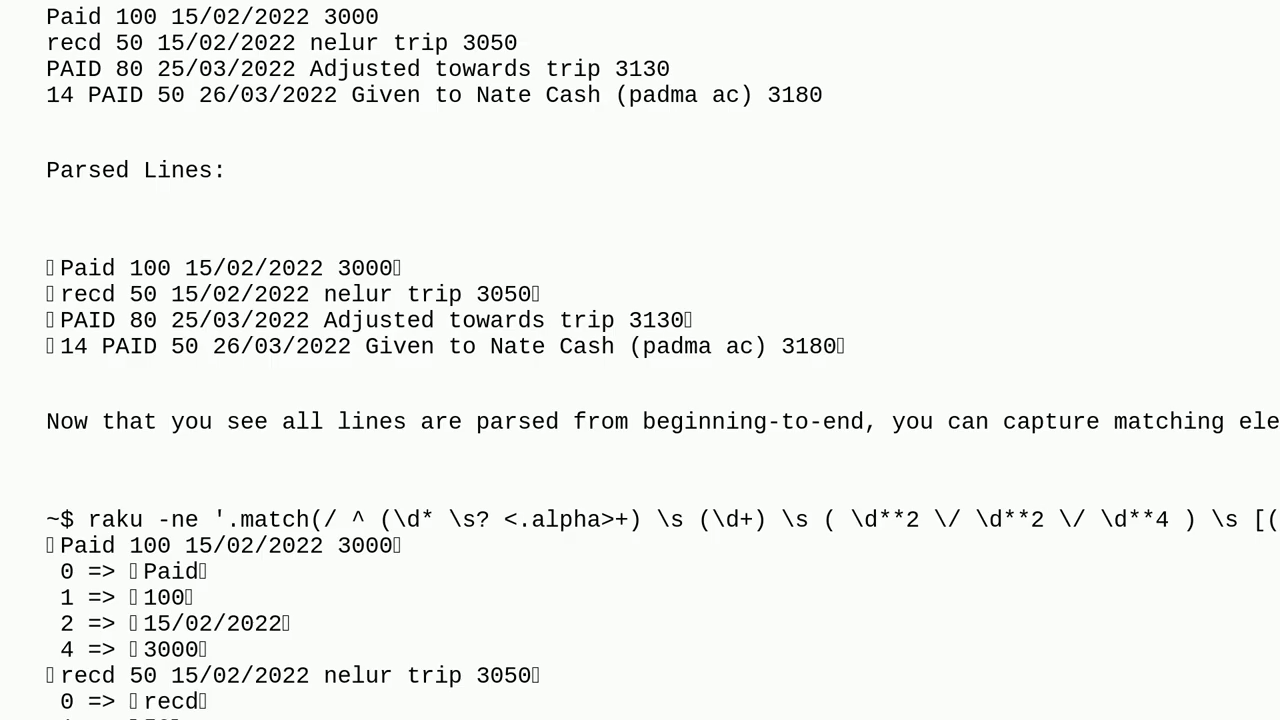 Paid 100 15/02/2022 3000
recd 50 15/02/2022 nelur trip 3050
PAID 80 25/03/2022 Adjusted towards trip 3130
14 PAID 50 26/03/2022 Given to Nate Cash (padma ac) 3180
Parsed Lines:
▯Paid 100 15/02/2022 3000▯
▯recd 50 15/02/2022 nelur trip 3050▯
▯PAID 80 25/03/2022 Adjusted towards trip 3130▯
▯14 PAID 50 26/03/2022 Given to Nate Cash (padma ac) 3180▯
Now that you see all lines are parsed from beginning-to-end, you can capture matching ele
~$ raku -ne '.match(/ ^ (\d* \s? <.alpha>+) \s (\d+) \s ( \d**2 \/ \d**2 \/ \d**4 ) \s [(
▯Paid 100 15/02/2022 3000▯
0 => ▯Paid▯
1 => ▯100▯
2 => ▯15/02/2022▯
4 => ▯3000▯
▯recd 50 15/02/2022 nelur trip 3050▯
0 => ▯recd▯